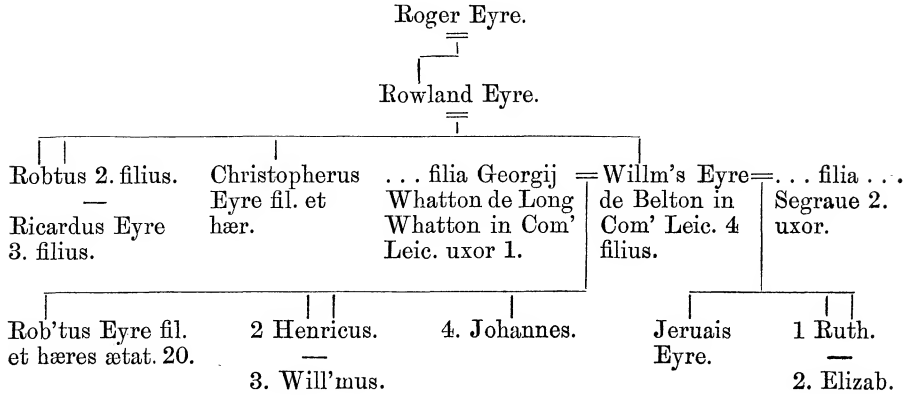 Roger Eyre.
Rowland Eyre.
Robtus 2. filius.
Ricardus Eyre
3. filius.
Christopherus
Eyre fil. et
hær.
. . . filia Georgij
Whatton de Long
Whatton in Com'
Leic. uxor 1.
Willm's Eyre
de Belton in
Com' Leic. 4
filius.
. . . filia . . .
Segraue 2.
uxor.
Rob'tus Eyre fil.
et hæres ætat. 20.
2 Henricus.
3. Will'mus.
4. Johannes.
Jeruais
Eyre.
1 Ruth.
2. Elizab.